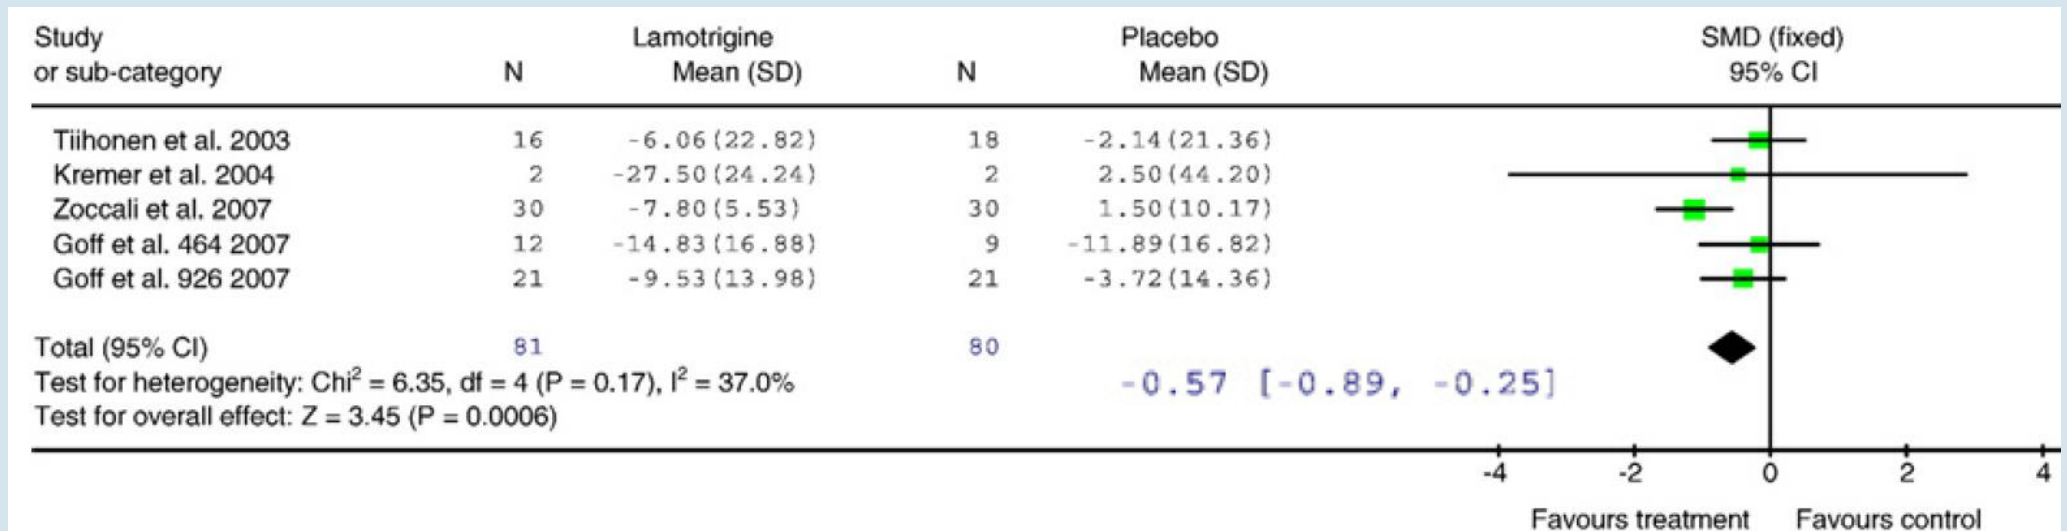 Study Lamotrigine Placebo SMD (fixed)
or sub-category N Mean (SD) N Mean (SD) 95% CI
Tiihonen et al. 2003 16 -6.06(22.82) 18 -2.14(21.36)
Kremer et al. 2004 2 -27.50(24.24) 2 2.50(44.20)
Zoccali et al. 2007 30 -7.80(5.53) 30 1.50(10.17)
Goff et al. 464 2007 12 -14.83(16.88) 9 -11.89(16.82)
Goff et al. 926 2007 21 -9.53(13.98) 21 -3.72(14.36)
Total (95% CI) 81 80
Test for heterogeneity: Chi² = 6.35, df = 4 (P = 0.17), I² = 37.0% -0.57 [-0.89, -0.25]
Test for overall effect: Z = 3.45 (P = 0.0006)
-4 -2 0 2 4
Favours treatment Favours control